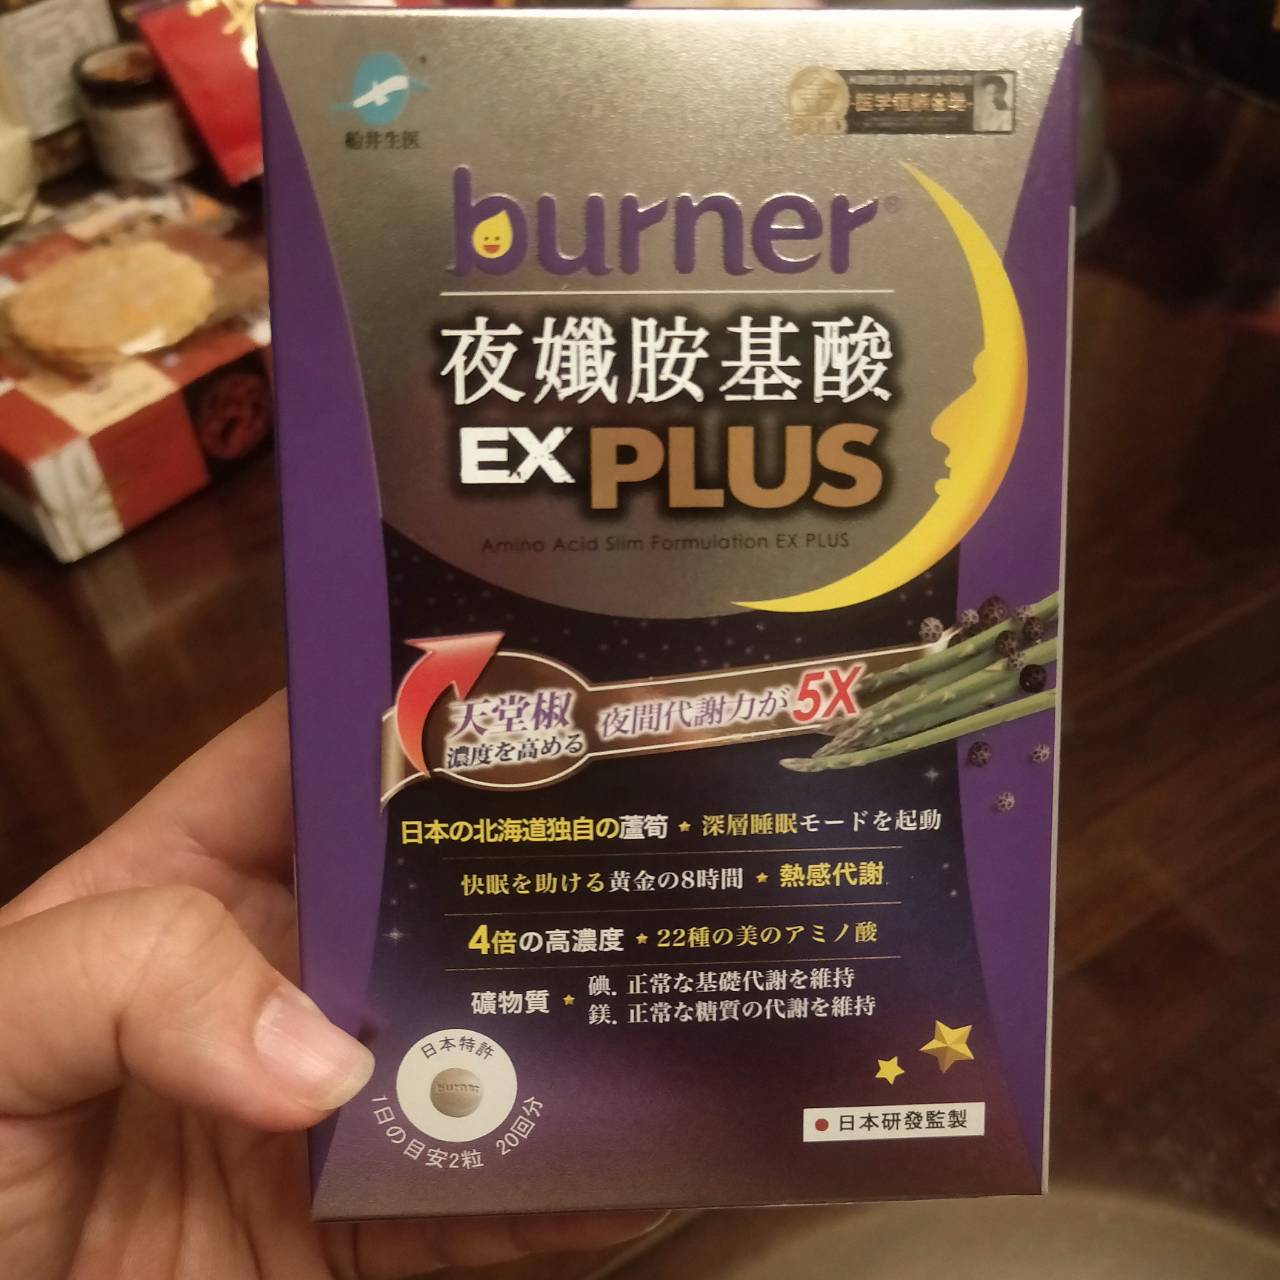 船井生医
医学信頼金賞
burner®
夜孅胺基酸
EX PLUS
Amino Acid Slim Formulation EX PLUS
天堂椒
濃度を高める
夜間代謝力が5X
日本の北海道独自の蘆筍 ★ 深層睡眠モードを起動
快眠を助ける黄金の8時間 ★ 熱感代謝
4倍の高濃度 ★ 22種の美のアミノ酸
礦物質 ★ 碘. 正常な基礎代謝を維持
鎂. 正常な糖質の代謝を維持
日本特許
burner
1日の目安2粒 20回分
日本研發監製